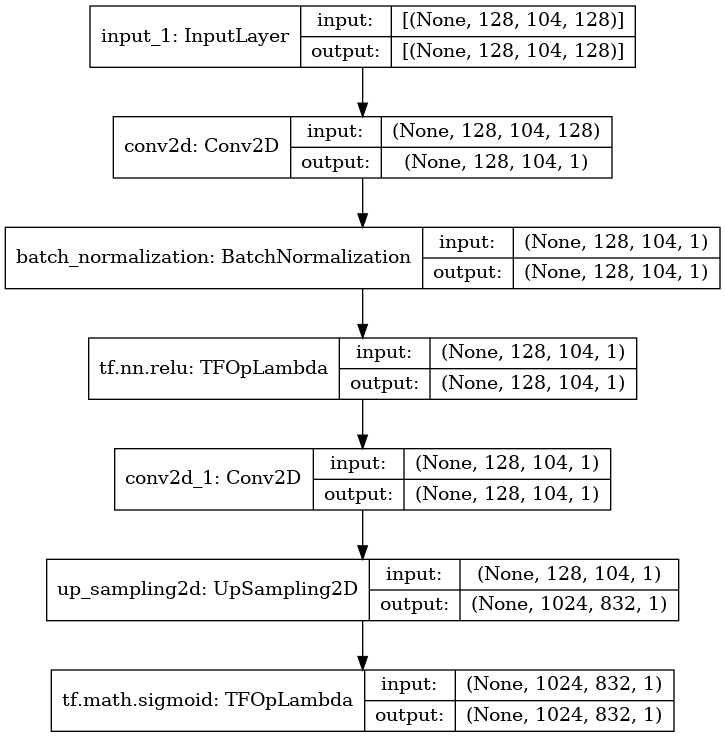 input_1: InputLayer
input: [(None, 128, 104, 128)]
output: [(None, 128, 104, 128)]
conv2d: Conv2D
input: (None, 128, 104, 128)
output: (None, 128, 104, 1)
batch_normalization: BatchNormalization
input: (None, 128, 104, 1)
output: (None, 128, 104, 1)
tf.nn.relu: TFOpLambda
input: (None, 128, 104, 1)
output: (None, 128, 104, 1)
conv2d_1: Conv2D
input: (None, 128, 104, 1)
output: (None, 128, 104, 1)
up_sampling2d: UpSampling2D
input: (None, 128, 104, 1)
output: (None, 1024, 832, 1)
tf.math.sigmoid: TFOpLambda
input: (None, 1024, 832, 1)
output: (None, 1024, 832, 1)